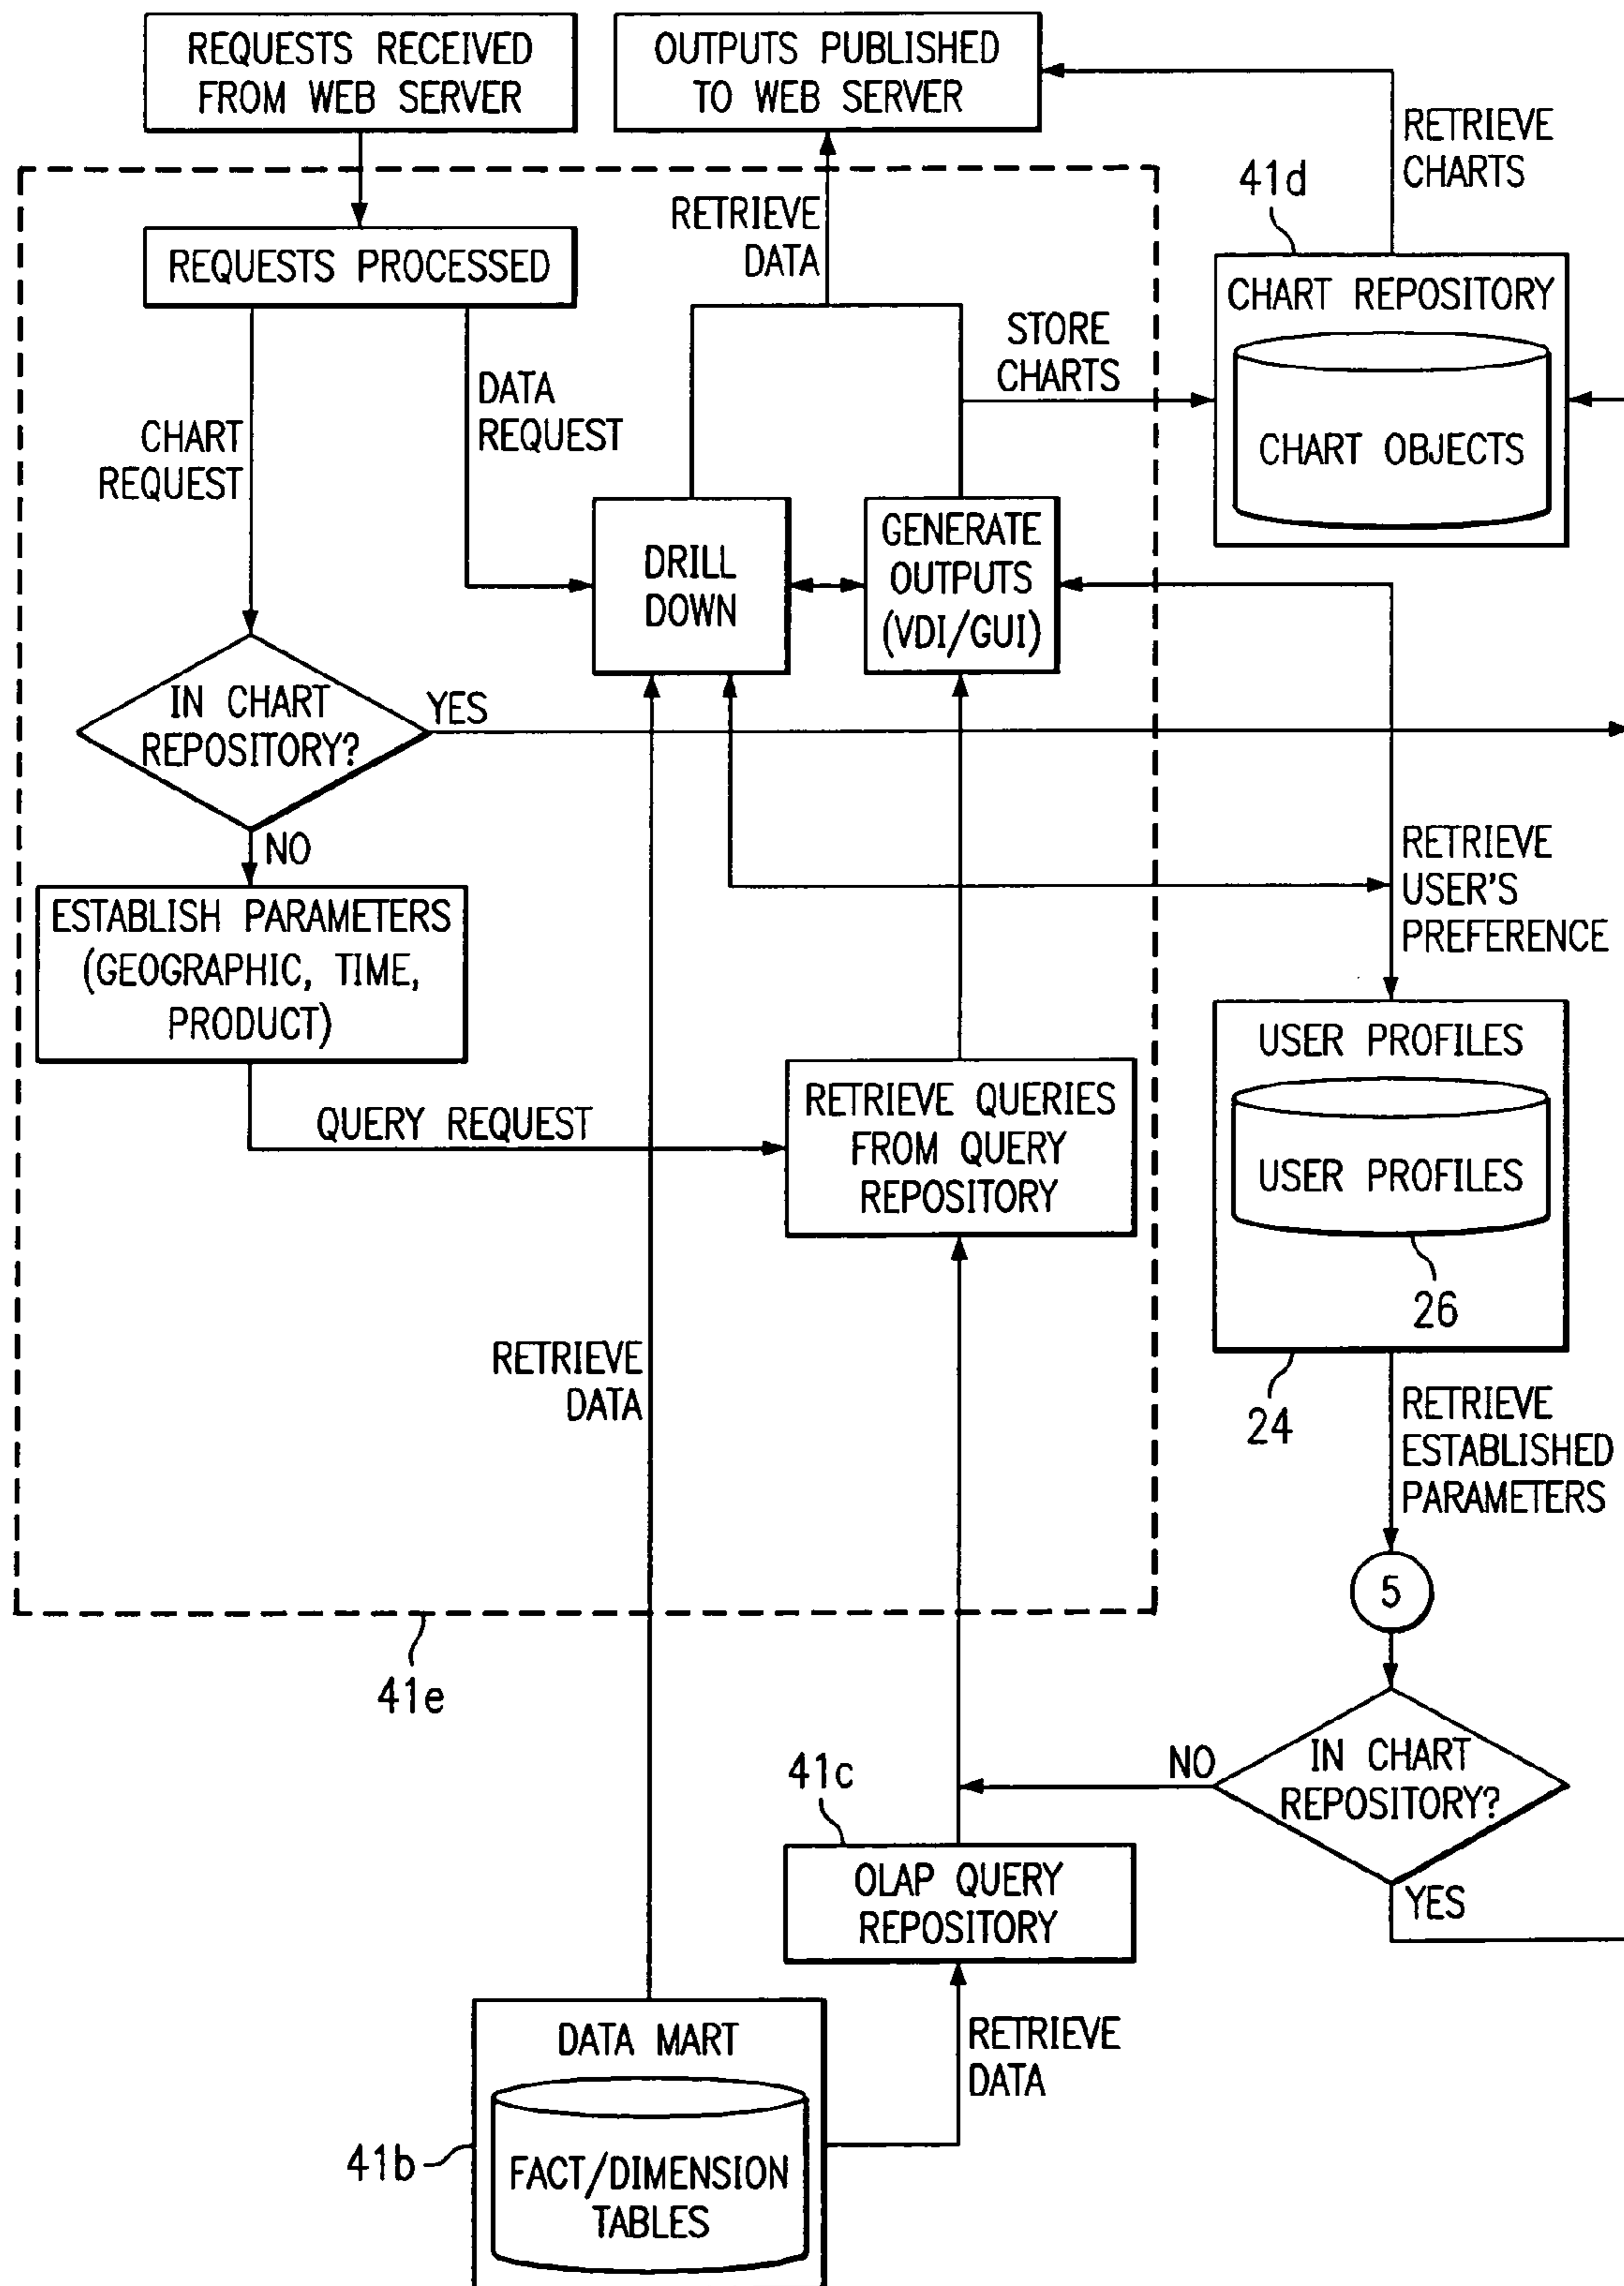 REQUESTS RECEIVED
FROM WEB SERVER
OUTPUTS PUBLISHED
TO WEB SERVER
RETRIEVE
CHARTS
41d
RETRIEVE
DATA
REQUESTS PROCESSED
CHART REPOSITORY
CHART OBJECTS
STORE
CHARTS
DATA
REQUEST
CHART
REQUEST
DRILL
DOWN
GENERATE
OUTPUTS
(VDI/GUI)
IN CHART
REPOSITORY?
YES
NO
RETRIEVE
USER'S
PREFERENCE
ESTABLISH PARAMETERS
(GEOGRAPHIC, TIME,
PRODUCT)
QUERY REQUEST
RETRIEVE QUERIES
FROM QUERY
REPOSITORY
USER PROFILES
USER PROFILES
26
24
RETRIEVE
DATA
RETRIEVE
ESTABLISHED
PARAMETERS
5
41e
IN CHART
REPOSITORY?
NO
YES
41c
OLAP QUERY
REPOSITORY
RETRIEVE
DATA
DATA MART
FACT/DIMENSION
TABLES
41b